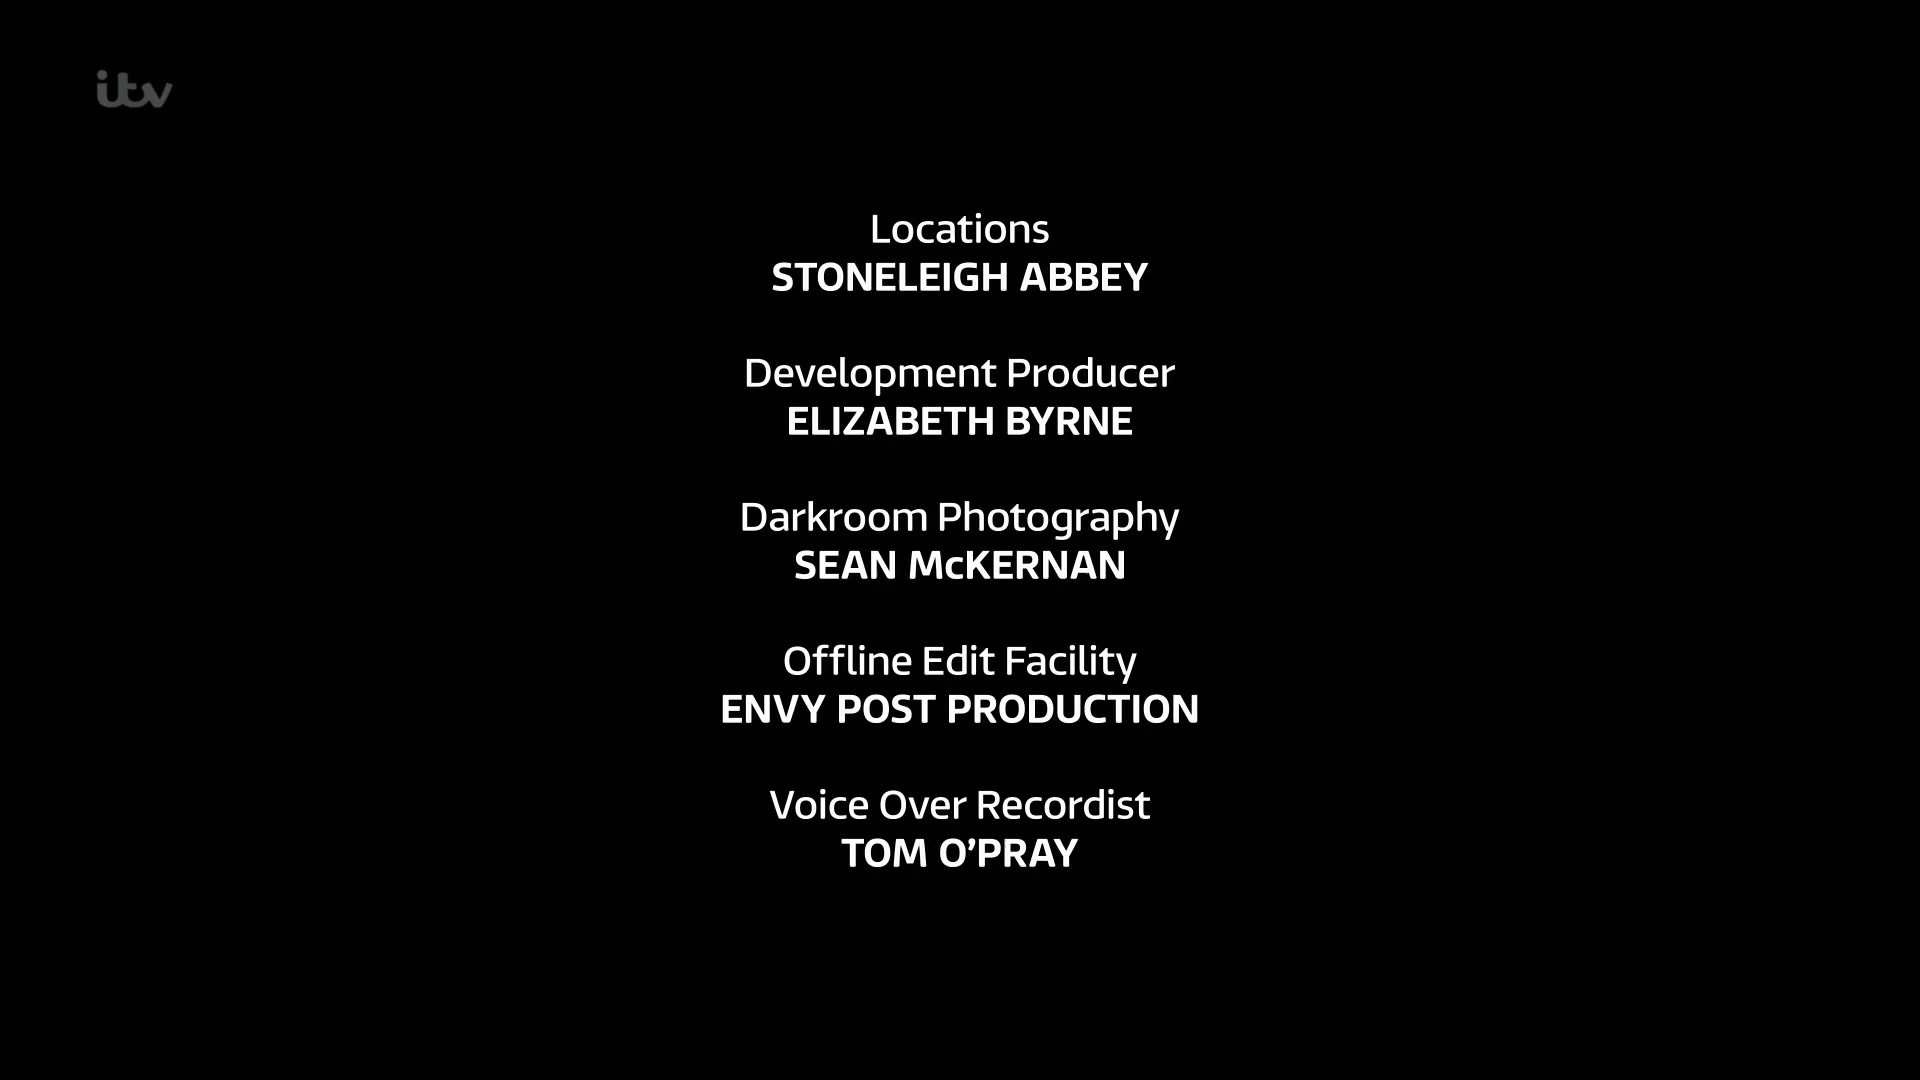 itv
Locations
STONELEIGH ABBEY
Development Producer
ELIZABETH BYRNE
Darkroom Photography
SEAN McKERNAN
Offline Edit Facility
ENVY POST PRODUCTION
Voice Over Recordist
TOM O’PRAY